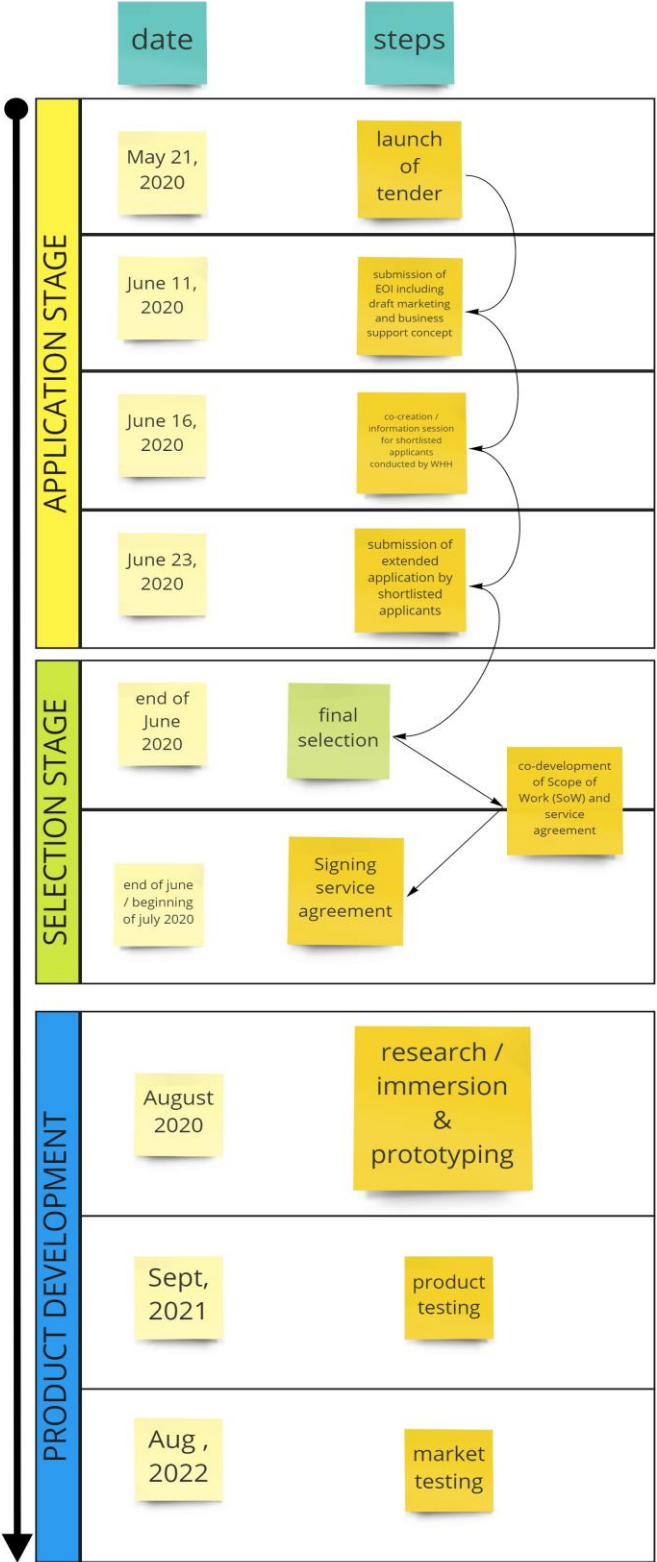 date
steps
APPLICATION STAGE
May 21,
2020
launch
of
tender
June 11,
2020
submission of
EOI including
draft marketing
and business
support concept
June 16,
2020
co-creation /
information session
for shortlisted
applicants
conducted by WHH
June 23,
2020
submission of
extended
application by
shortlisted
applicants
SELECTION STAGE
end of
June
2020
final
selection
co-development
of Scope of
Work (SoW) and
service
agreement
end of june
/ beginning
of july 2020
Signing
service
agreement
PRODUCT DEVELOPMENT
August
2020
research /
immersion
&
prototyping
Sept,
2021
product
testing
Aug ,
2022
market
testing